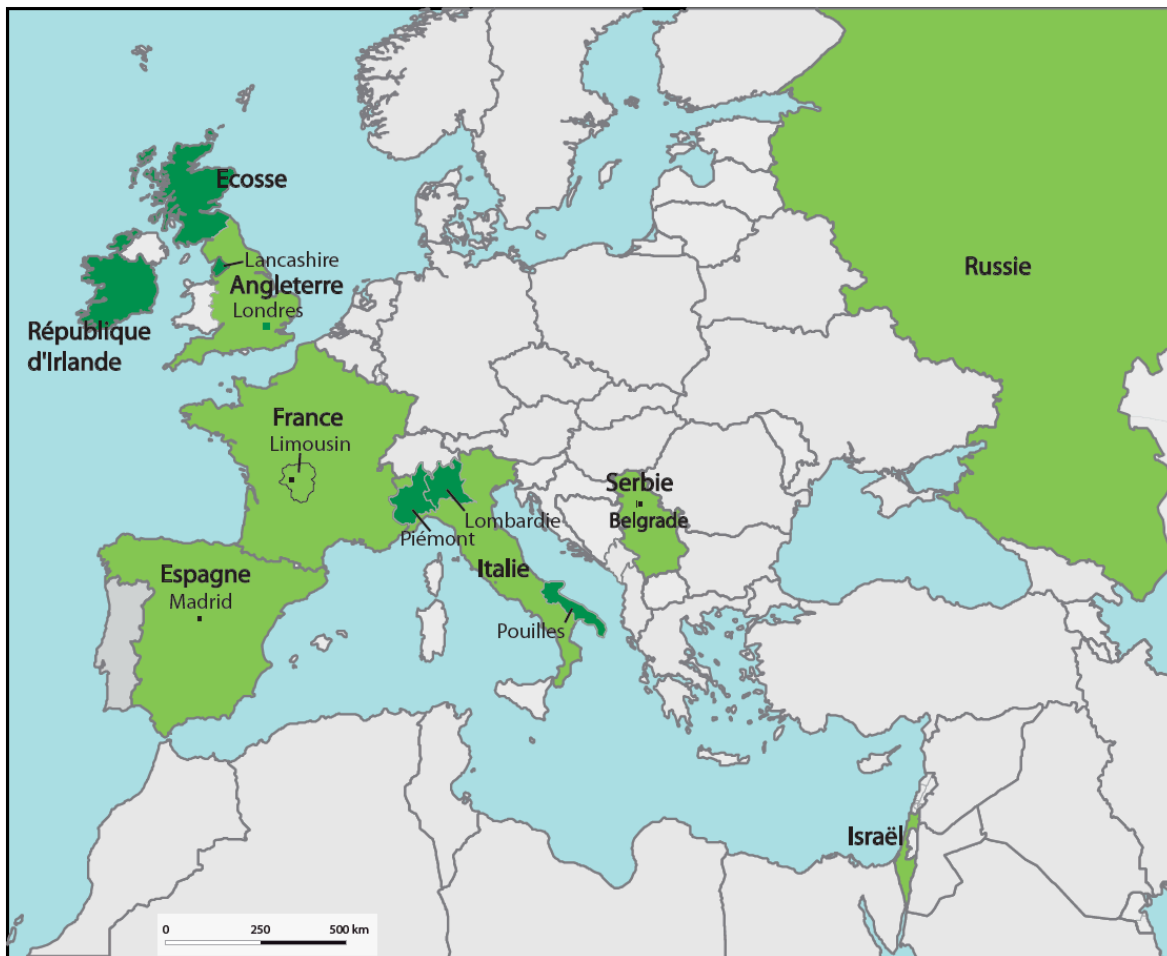 Ecosse
Lancashire
Angleterre
Londres
République
d'Irlande
Russie
France
Limousin
Serbie
Belgrade
Lombardie
Piémont
Italie
Espagne
Madrid
Pouilles
Israël
0 250 500 km